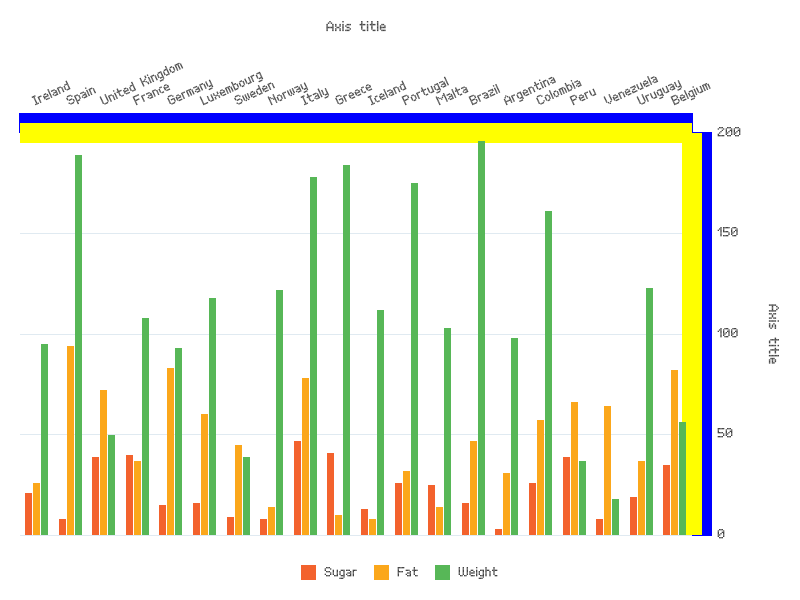 Axis title
Ireland
Spain
United Kingdom
France
Germany
Luxembourg
Sweden
Norway
Italy
Greece
Iceland
Portugal
Malta
Brazil
Argentina
Colombia
Peru
Venezuela
Uruguay
Belgium
200
150
100
50
0
Axis title
Sugar Fat Weight